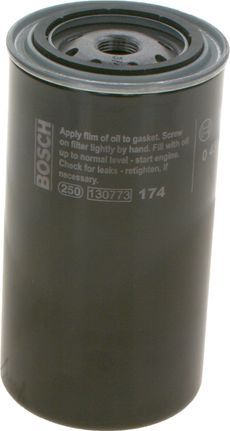 BOSCH
Apply film of oil to gasket. Screw
on filter tightly by hand. Fill with oil
up to normal level - start engine.
Check for leaks - retighten, if
necessary.
250 130773 174